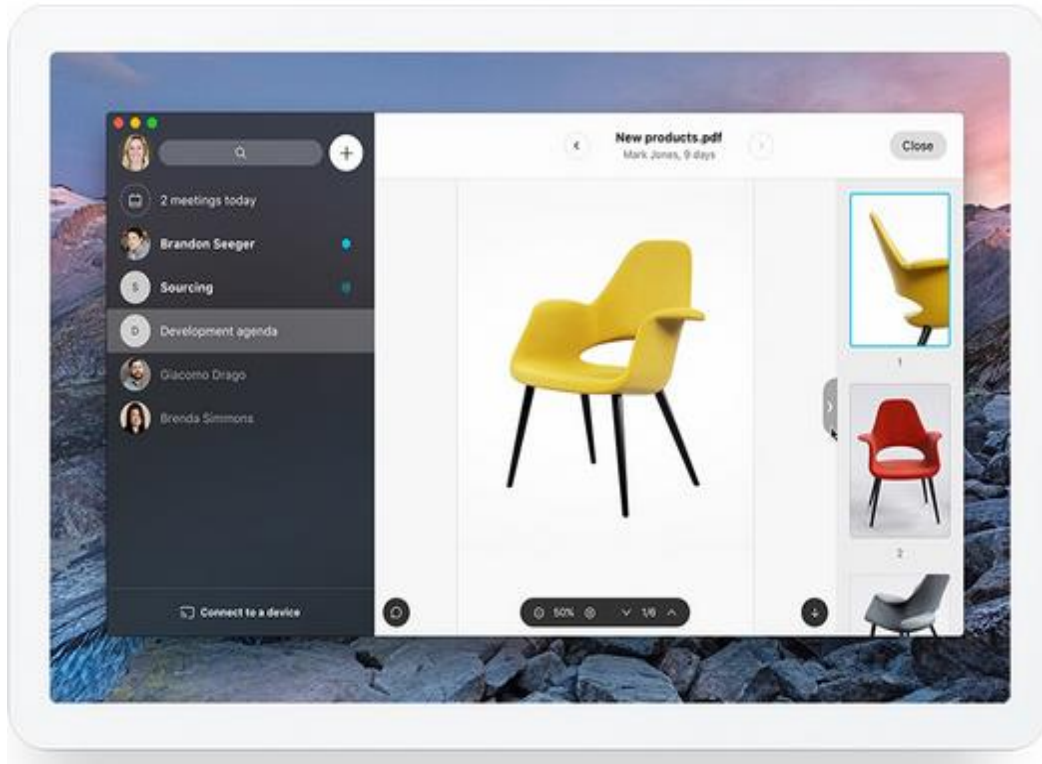 2 meetings today
Brandon Seeger
S
Sourcing
D
Development agenda
Giacomo Drago
Brenda Simmons
Connect to a device
New products.pdf
Mark Jones, 9 days
Close
50%
1/6
1
2